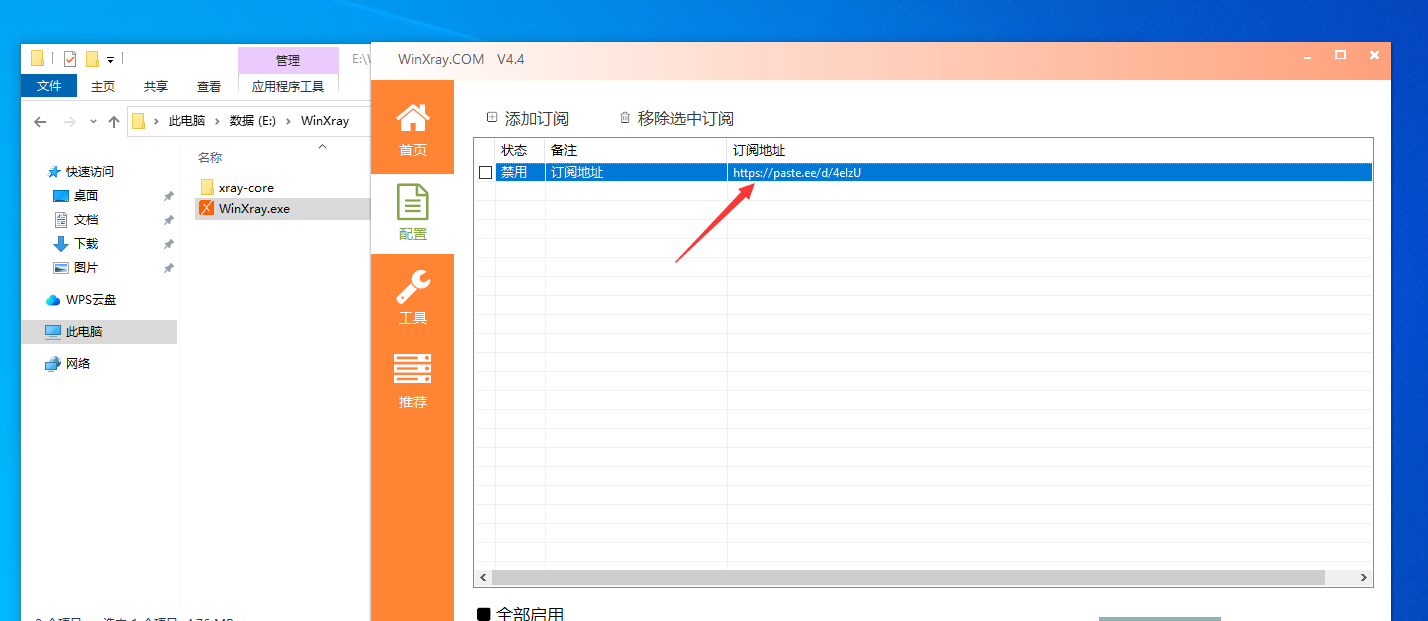 管理
E:\
WinXray.COM V4.4
文件
主页
共享
查看
应用程序工具
此电脑
数据 (E:)
WinXray
首页
添加订阅
移除选中订阅
名称
状态
备注
订阅地址
禁用
订阅地址
https://paste.ee/d/4elzU
快速访问
桌面
文档
下载
图片
WPS云盘
此电脑
网络
xray-core
WinXray.exe
配置
工具
推荐
全部启用